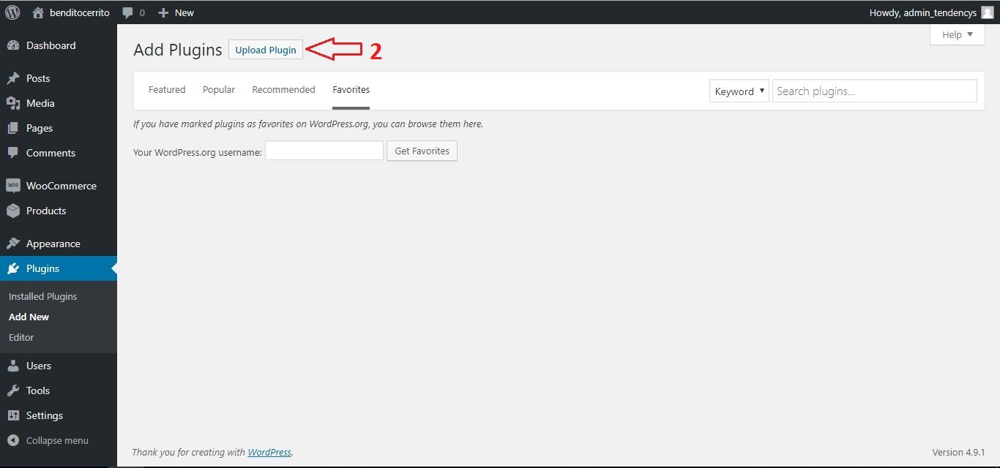 benditocerrito 0 New Howdy, admin_tendencys
Help
Dashboard
Posts
Media
Pages
Comments
WOO WooCommerce
Products
Appearance
Plugins
Installed Plugins
Add New
Editor
Users
Tools
Settings
Collapse menu
Add Plugins Upload Plugin 2
Featured Popular Recommended Favorites Keyword Search plugins...
If you have marked plugins as favorites on WordPress.org, you can browse them here.
Your WordPress.org username: Get Favorites
Thank you for creating with WordPress. Version 4.9.1